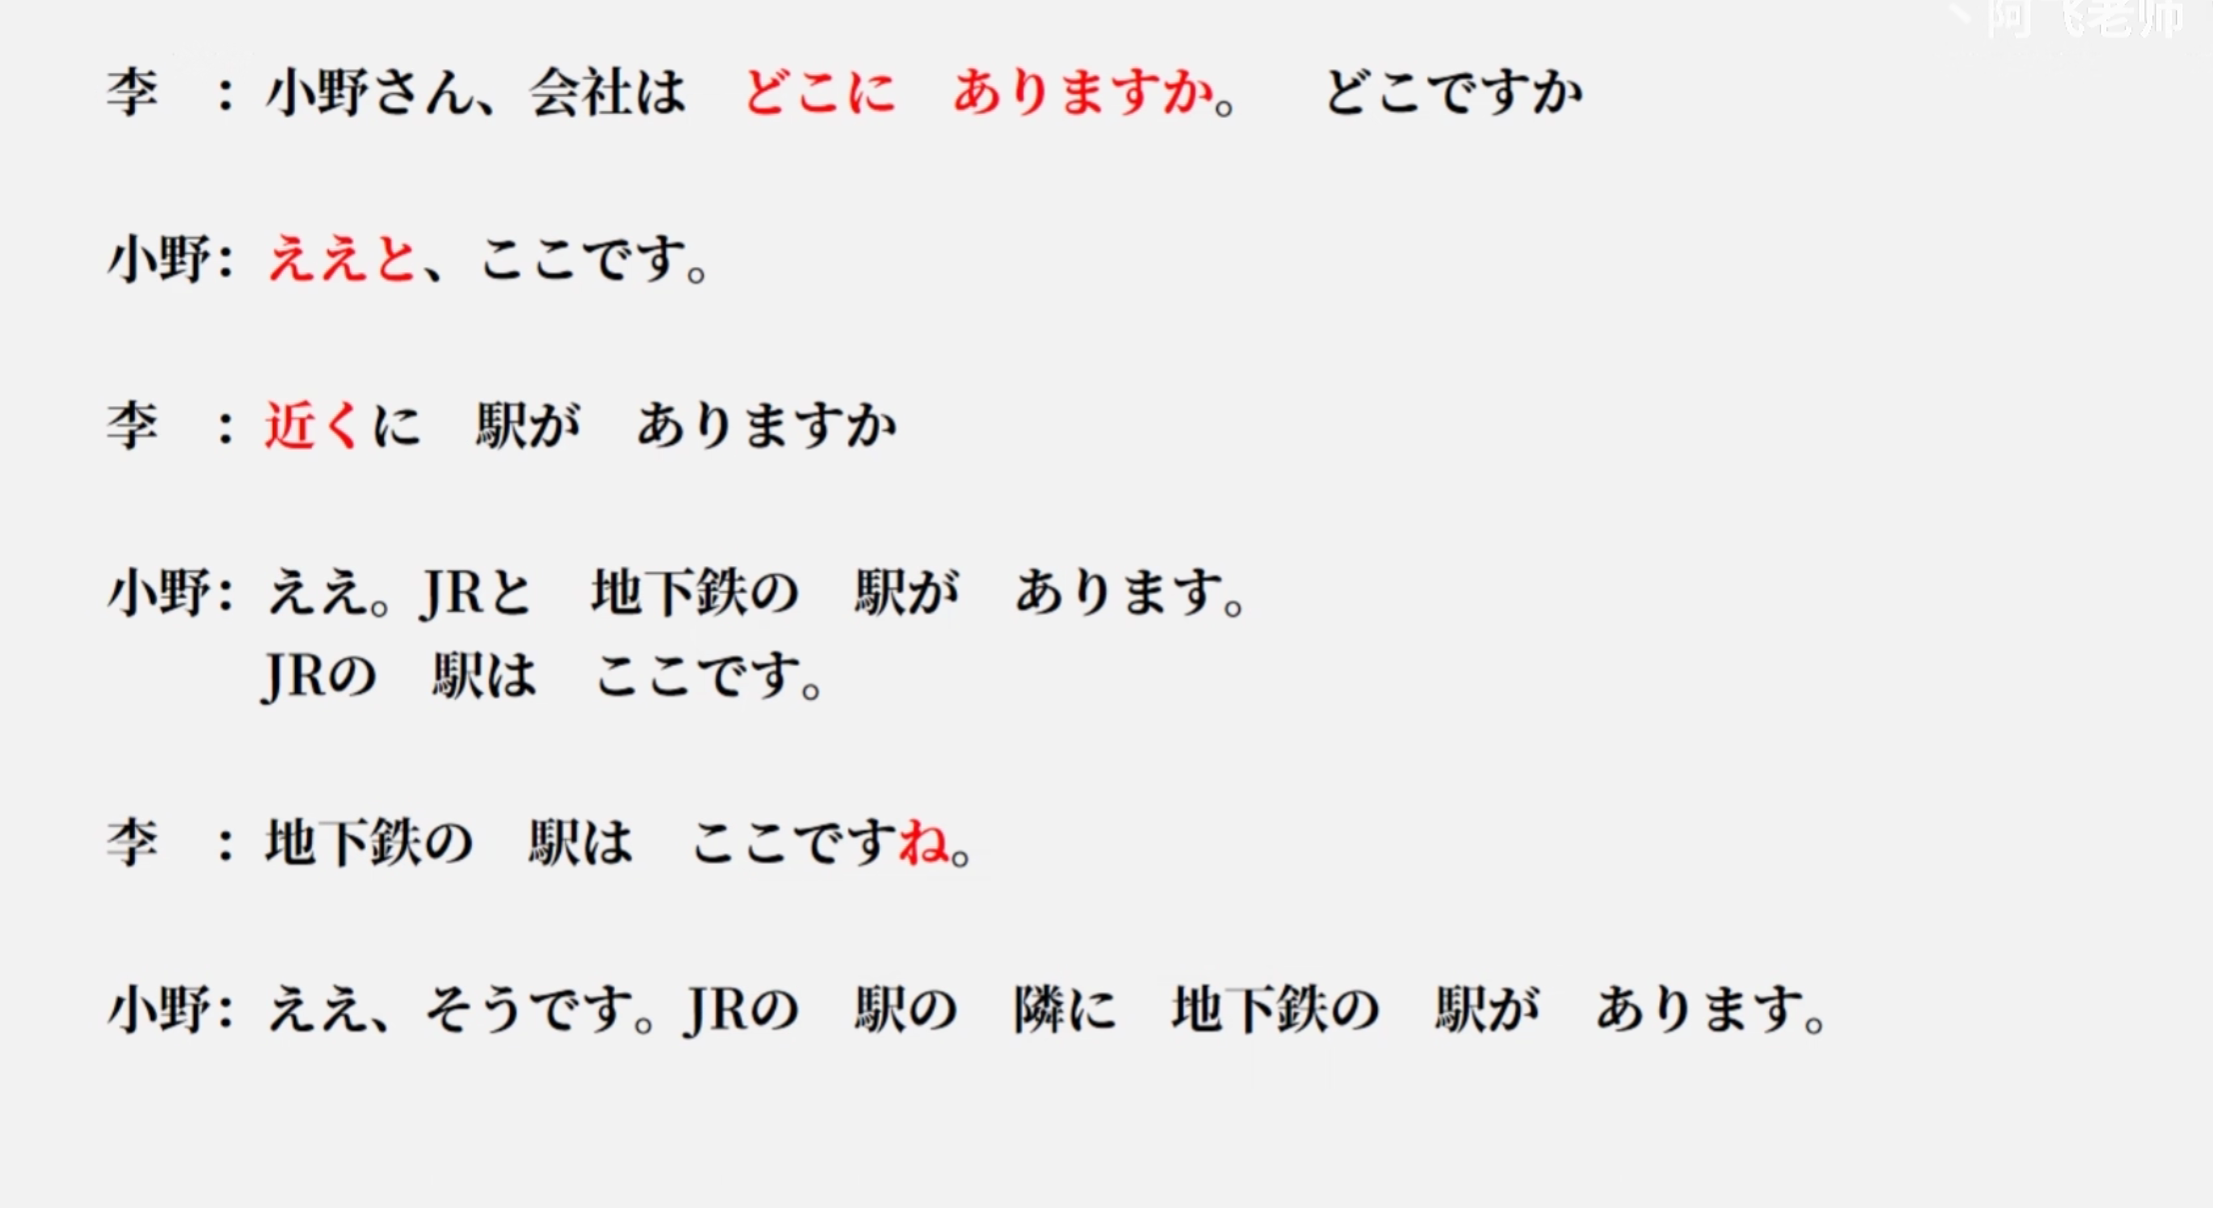 丶阿飞老师
李　：小野さん、会社は　どこに　ありますか。　どこですか
小野：ええと、ここです。
李　：近くに　駅が　ありますか
小野：ええ。JRと　地下鉄の　駅が　あります。
JRの　駅は　ここです。
李　：地下鉄の　駅は　ここですね。
小野：ええ、そうです。JRの　駅の　隣に　地下鉄の　駅が　あります。